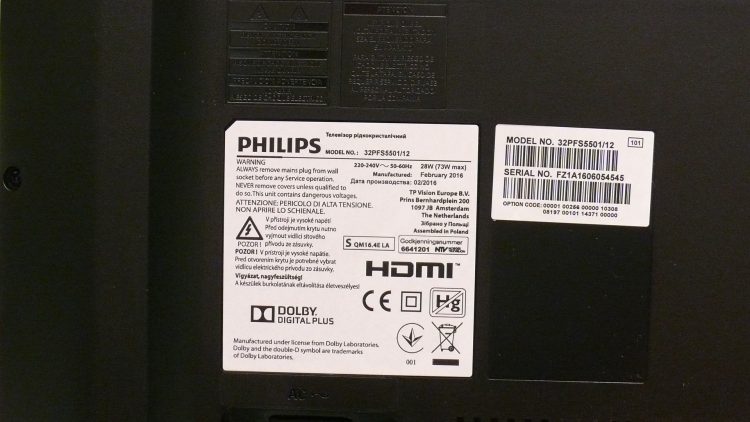 ATTENCION
PHILIPS
Телевізор рідкокристалічний
MODEL NO.: 32PFS5501/12
WARNING
ALWAYS remove mains plug from wall
socket before any Service operation.
NEVER remove covers unless qualified to
do so.This unit contains dangerous voltages.
ATTENZIONE: PERICOLO DI ALTA TENSIONE.
NON APRIRE LO SCHIENALE.
220-240V~ 50-60Hz 28W (73W max)
Manufactured: February 2016
Дата производства: 02/2016
TP Vision Europe B.V.
Prins Bernhardplein 200
1097 JB Amsterdam
The Netherlands
Зібрано у Польщі
Assembled in Poland
V přístroji je vysoké napětí
Před odejmutím krytu nutno
vyjmout vidlici síťového
přívodu ze zásuvky.
POZOR !
POZOR ! V prístroji je vysoké napätie.
Pred otvorením krytu je potrebné vybrať
vidlicu elektrického prívodu zo zásuvky.
Vigyázat, nagyfeszültség!
A készülek burkolatának eltávolítása életveszélyes!
S QM16.4E LA
Godkjenningsnummer
6641201 NTV
HDMI
CE
Hg
DOLBY
DIGITAL PLUS
001
Manufactured under license from Dolby Laboratories.
Dolby and the double-D symbol are trademarks
of Dolby Laboratories.
AC
MODEL NO. 32PFS5501/12
101
SERIAL NO. FZ1A1606054545
OPTION CODE: 00001 00266 00000 10308
08197 00101 14371 00000